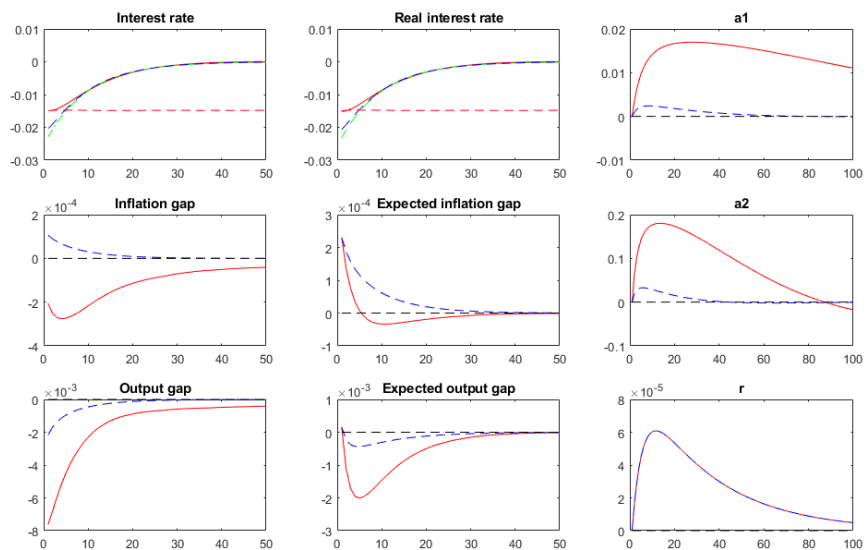 Interest rate
0.01
0
-0.01
-0.02
-0.03
0 10 20 30 40 50
Real interest rate
0.01
0
-0.01
-0.02
-0.03
0 10 20 30 40 50
a1
0.02
0.01
0
-0.01
0 20 40 60 80 100
Inflation gap
×10⁻⁴
2
0
-2
-4
0 10 20 30 40 50
Expected inflation gap
×10⁻⁴
3
2
1
0
-1
0 10 20 30 40 50
a2
0.2
0.1
0
-0.1
0 20 40 60 80 100
Output gap
×10⁻³
0
-2
-4
-6
-8
0 10 20 30 40 50
Expected output gap
×10⁻³
1
0
-1
-2
-3
0 10 20 30 40 50
r
×10⁻⁵
8
6
4
2
0
0 20 40 60 80 100